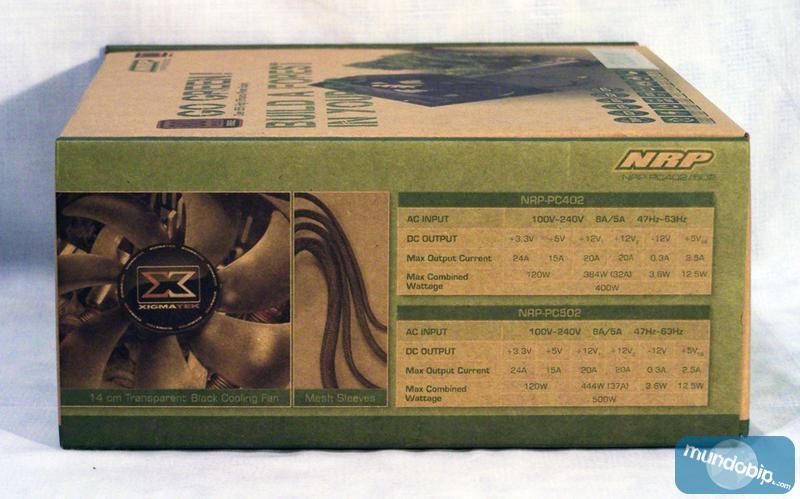 GO GREEN!
BUILD A FOREST
IN YOUR
NRP
NRP-PC402/502
XIGMATEK
14 cm Transparent Black Cooling Fan
Mesh Sleeves
NRP-PC402
AC INPUT 100V-240V 8A/5A 47Hz-63Hz
DC OUTPUT +3.3V +5V +12V1 +12V2 -12V +5VSB
Max Output Current 24A 15A 20A 20A 0.3A 2.5A
Max Combined Wattage 120W 384W (32A) 3.6W 12.5W
400W
NRP-PC502
AC INPUT 100V-240V 8A/5A 47Hz-63Hz
DC OUTPUT +3.3V +5V +12V1 +12V2 -12V +5VSB
Max Output Current 24A 15A 20A 20A 0.3A 2.5A
Max Combined Wattage 120W 444W (37A) 3.6W 12.5W
500W
mundobip.com